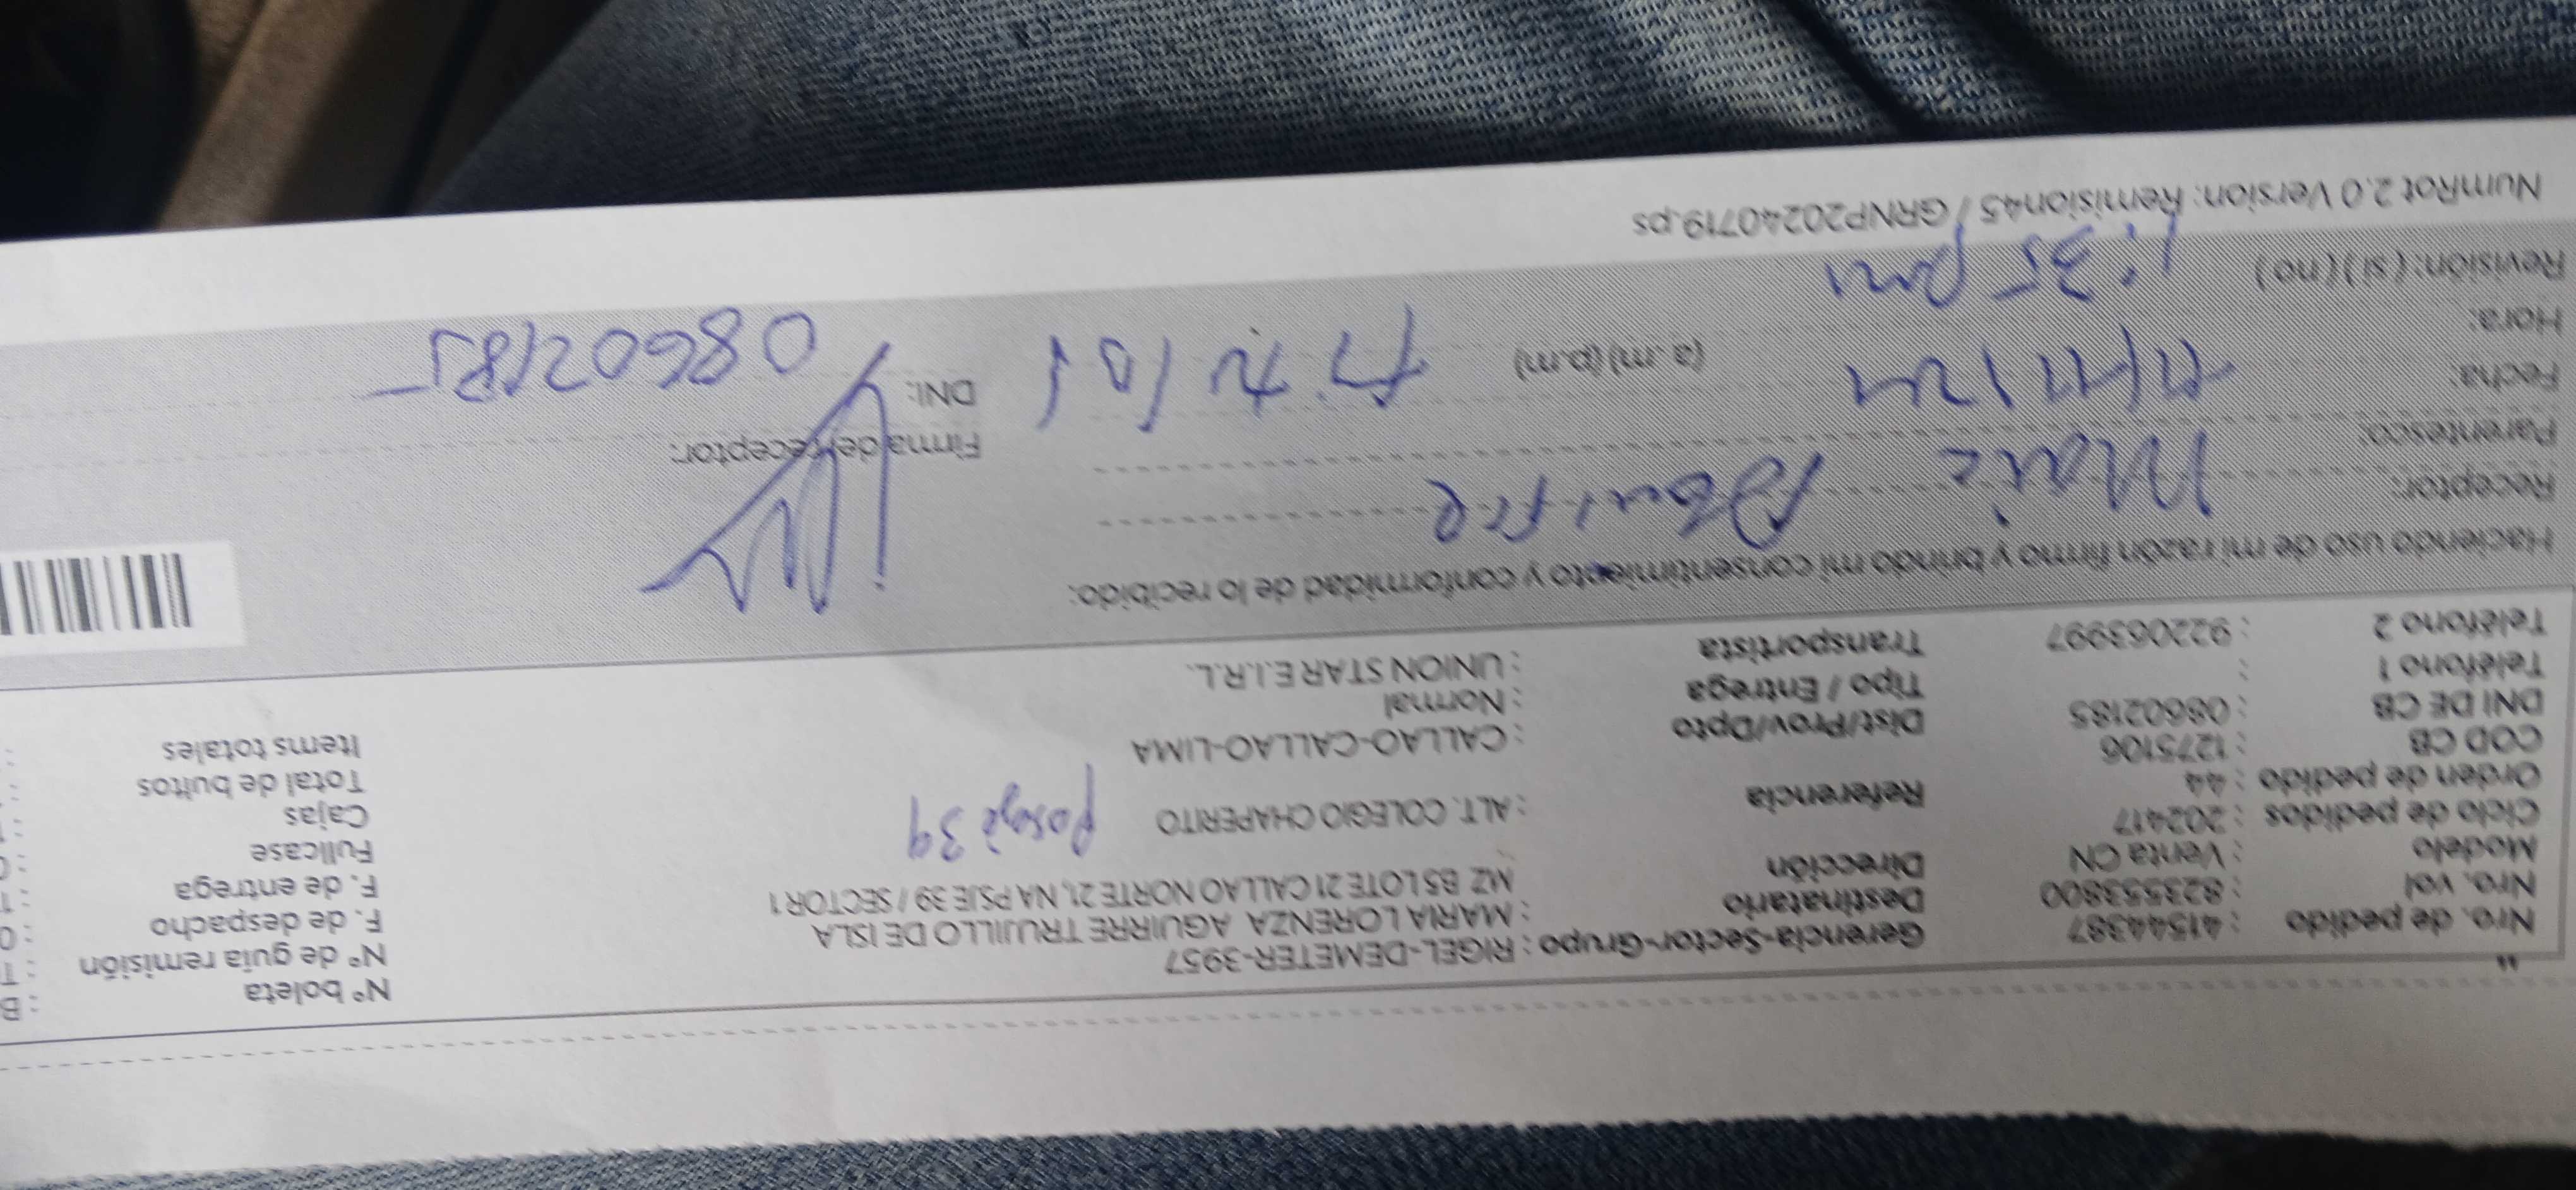 Nº boleta : B
Nº de guía remisión : T
F. de despacho : 0
F. de entrega : 1
Fullcase : 0
Cajas : 1
Total de bultos :
Items totales :
Nro. de pedido : 41544387
Nro. vol : 823553800
Modelo : Venta CN
Ciclo de pedidos : 202417
Orden de pedido : 44
COD CB : 1275106
DNI DE CB : 08602185
Teléfono 1 :
Teléfono 2 : 922063997
Gerencia-Sector-Grupo : RIGEL-DEMETER-3957
Destinatario : MARIA LORENZA AGUIRRE TRUJILLO DE ISLA
Dirección MZ B5 LOTE 21 CALLAO NORTE 21, NA PSJE 39 / SECTOR 1
Referencia : ALT. COLEGIO CHAPERITO
Pasaje 39
Dist/Prov/Dpto : CALLAO-CALLAO-LIMA
Tipo / Entrega : Normal
Transportista : UNION STAR E.I.R.L.
Haciendo uso de mi razón firmo y brindo mi consentimiento y conformidad de lo recibido:
Receptor: Maria Aguirre
Parentesco:
Fecha:
Hora: (a.m) (p.m)
1:35 pm
Revisión: ( si ) ( no )
Firma de receptor:
DNI: 08602185
NumRot 2.0 Version: Remision45 / GRNP20240719.ps